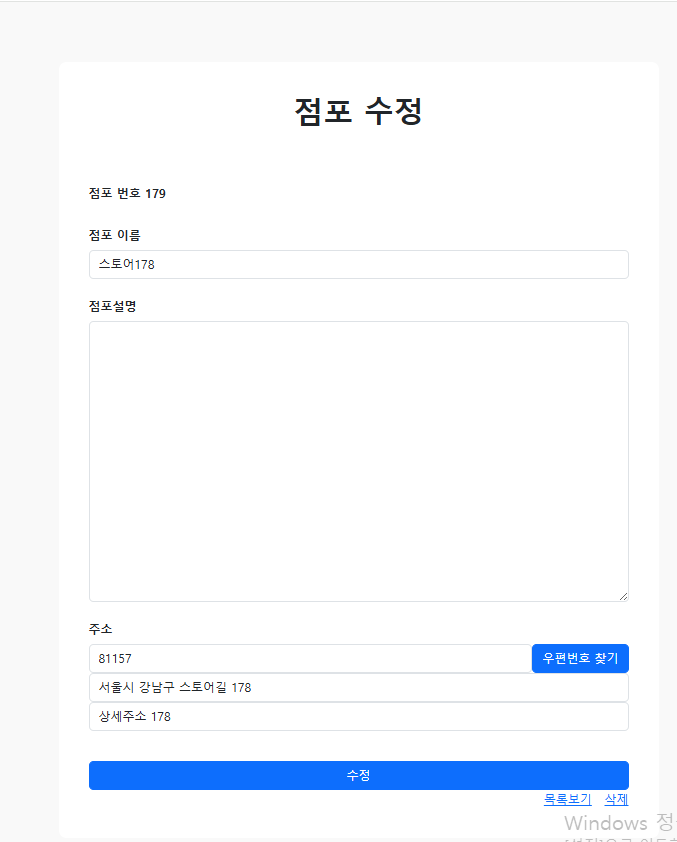 점포 수정
점포 번호 179
점포 이름
스토어178
점포설명
주소
81157 우편번호 찾기
서울시 강남구 스토어길 178
상세주소 178
수정
목록보기 삭제
Windows 정